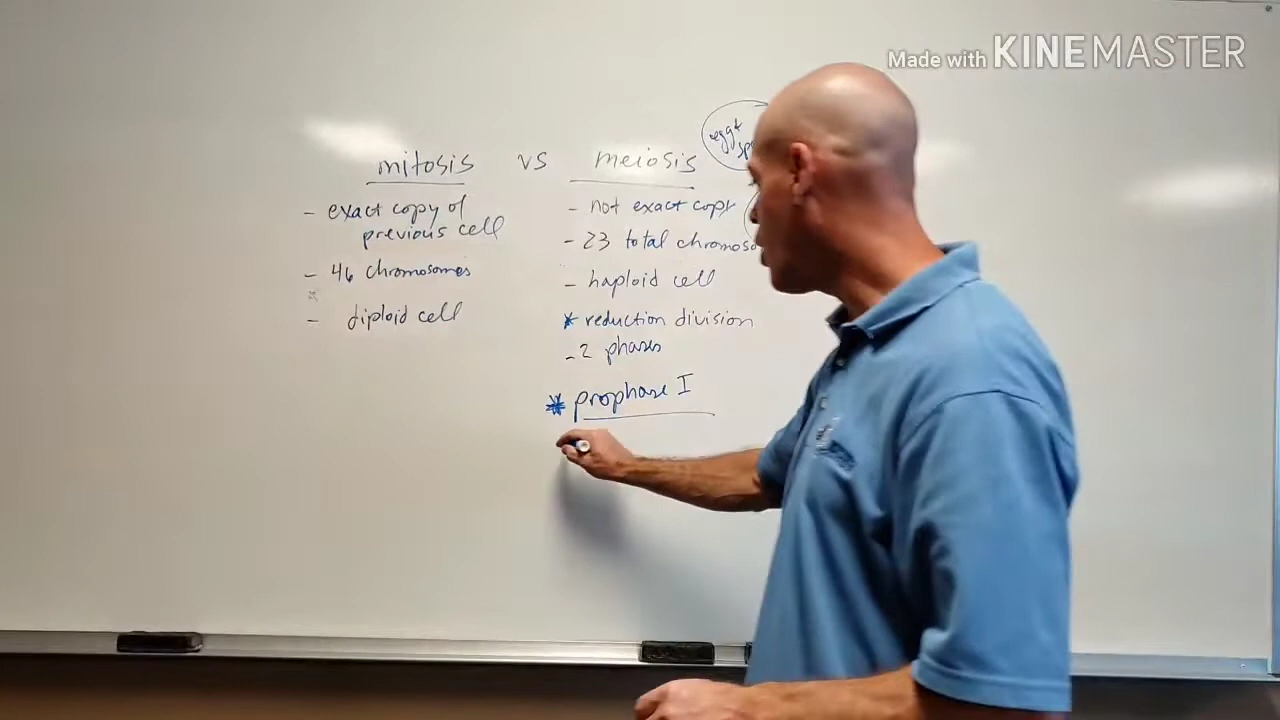 Made with KINEMASTER
mitosis vs meiosis
egg +
- exact copy of
previous cell
- 46 chromosomes
- diploid cell
- not exact copy
- 23 total
- haploid cell
* reduction division
- 2 phases
* prophase I